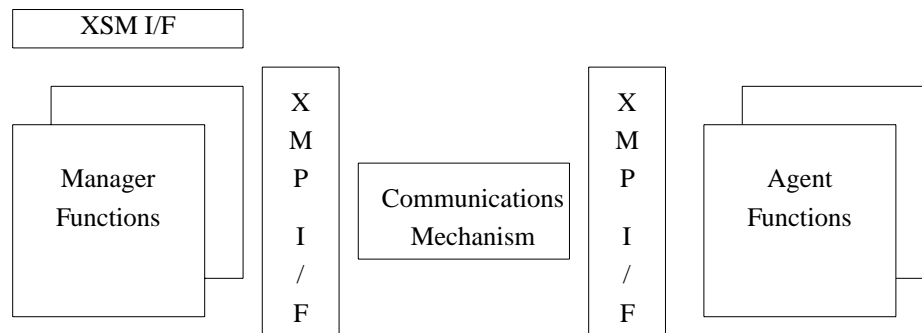 XSM I/F
Manager
Functions
X
M
P
I
/
F
Communications
Mechanism
X
M
P
I
/
F
Agent
Functions